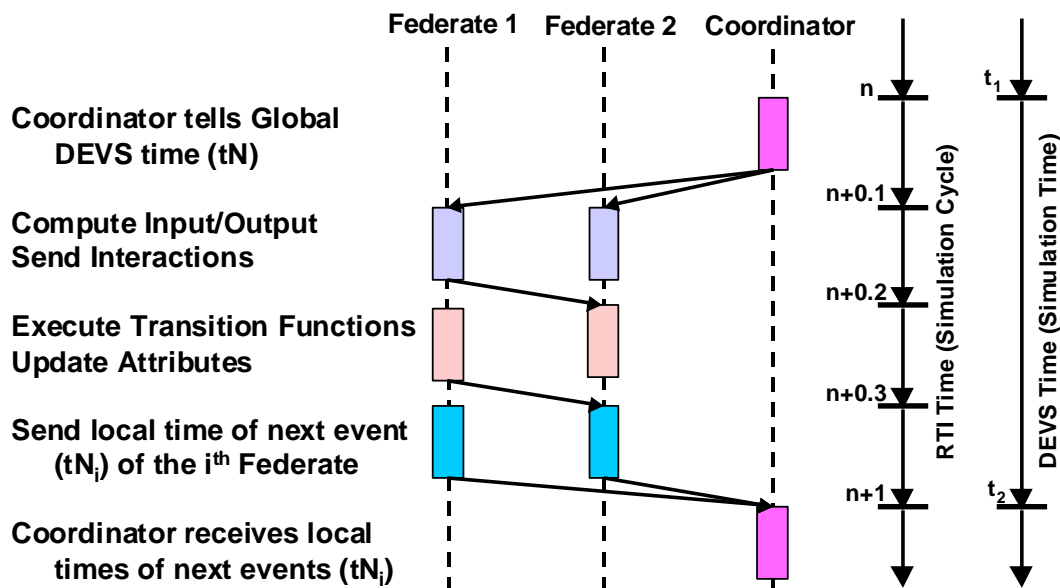 Federate 1 Federate 2 Coordinator
Coordinator tells Global
DEVS time (tN)
Compute Input/Output
Send Interactions
Execute Transition Functions
Update Attributes
Send local time of next event
(tNi) of the ith Federate
Coordinator receives local
times of next events (tNi)
n
n+0.1
n+0.2
n+0.3
n+1
RTI Time (Simulation Cycle)
t1
t2
DEVS Time (Simulation Time)